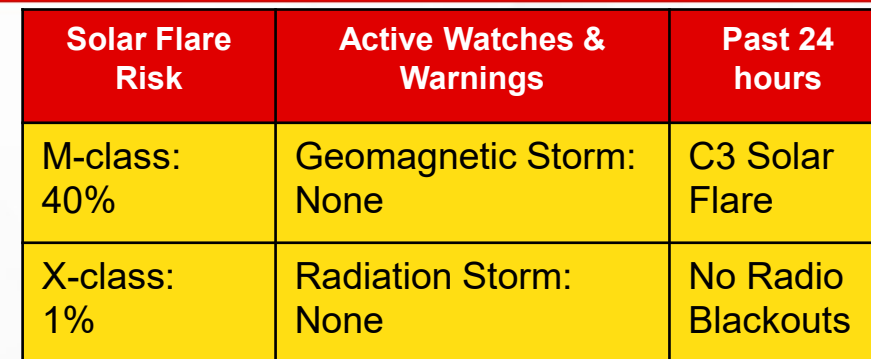 Solar Flare
Risk
Active Watches &
Warnings
Past 24
hours
M-class:
40%
Geomagnetic Storm:
None
C3 Solar
Flare
X-class:
1%
Radiation Storm:
None
No Radio
Blackouts